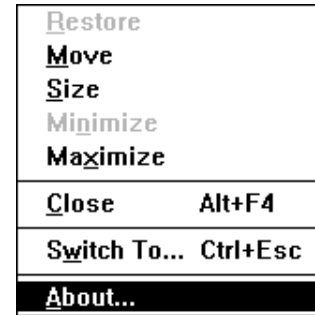 Restore
Move
Size
Minimize
Maximize
Close Alt+F4
Switch To... Ctrl+Esc
About...